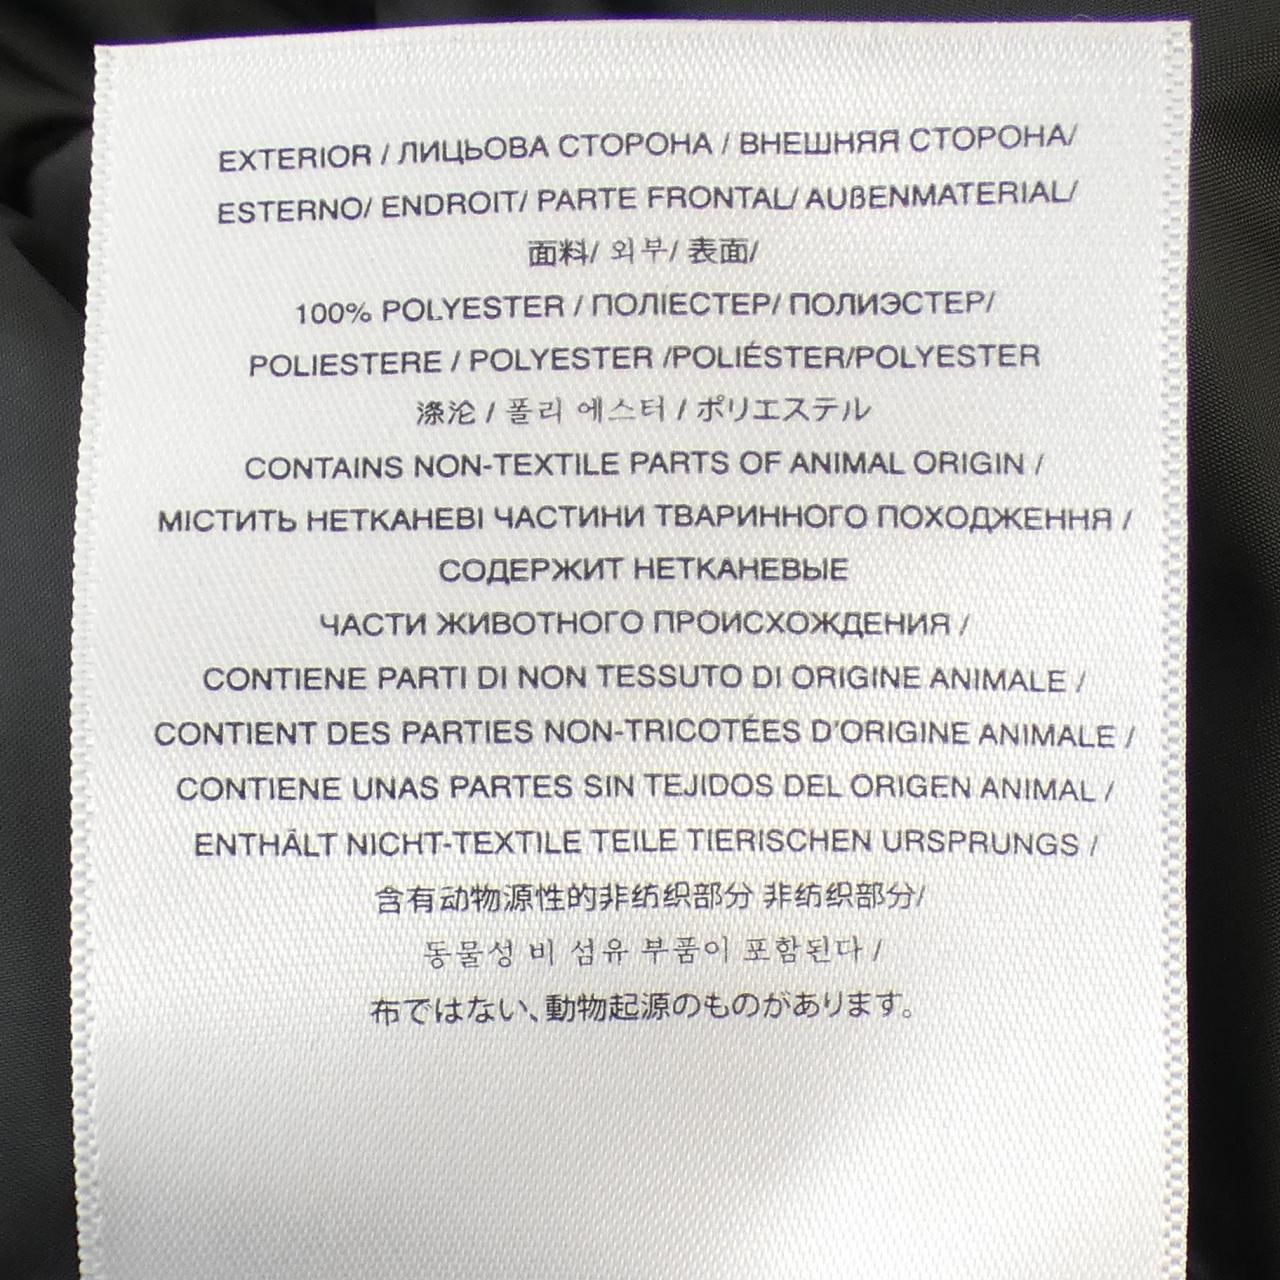 EXTERIOR / ЛИЦЬОВА СТОРОНА / ВНЕШНЯЯ СТОРОНА/
ESTERNO/ ENDROIT/ PARTE FRONTAL/ AUßENMATERIAL/
面料/ 외부/ 表面/
100% POLYESTER / ПОЛІЕСТЕР/ ПОЛИЭСТЕР/
POLIESTERE / POLYESTER /POLIÉSTER/POLYESTER
涤沦 / 폴리 에스터 / ポリエステル
CONTAINS NON-TEXTILE PARTS OF ANIMAL ORIGIN /
МІСТИТЬ НЕТКАНЕВІ ЧАСТИНИ ТВАРИННОГО ПОХОДЖЕННЯ /
СОДЕРЖИТ НЕТКАНЕВЫЕ
ЧАСТИ ЖИВОТНОГО ПРОИСХОЖДЕНИЯ /
CONTIENE PARTI DI NON TESSUTO DI ORIGINE ANIMALE /
CONTIENT DES PARTIES NON-TRICOTÉES D'ORIGINE ANIMALE /
CONTIENE UNAS PARTES SIN TEJIDOS DEL ORIGEN ANIMAL /
ENTHÄLT NICHT-TEXTILE TEILE TIERISCHEN URSPRUNGS /
含有动物源性的非纺织部分 非纺织部分/
동물성 비 섬유 부품이 포함된다 /
布ではない、動物起源のものがあります。